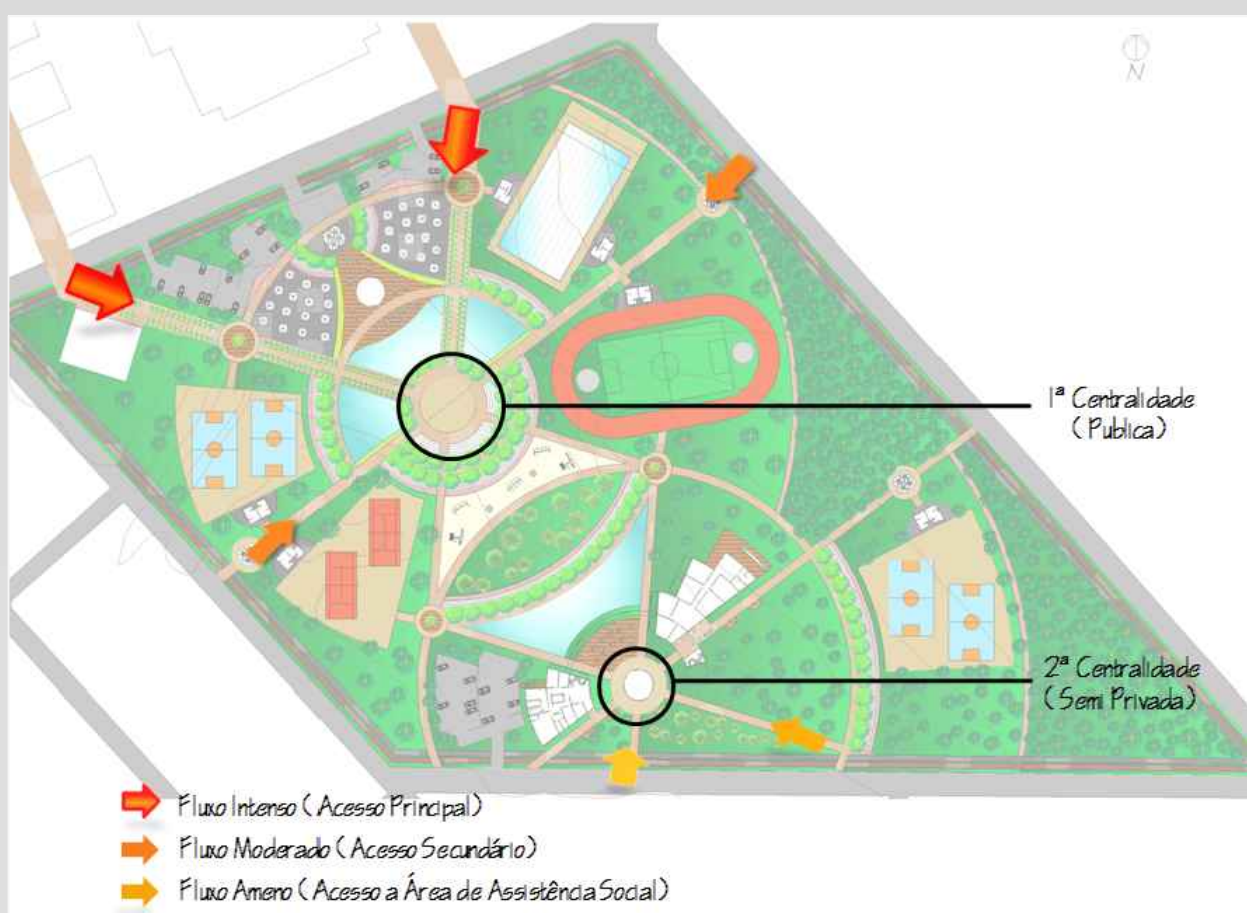 N
1ª Centralidade
(Publica)
2ª Centralidade
(Semi Privada)
Fluxo Intenso (Acesso Principal)
Fluxo Moderado (Acesso Secundário)
Fluxo Ameno (Acesso a Área de Assistência Social)